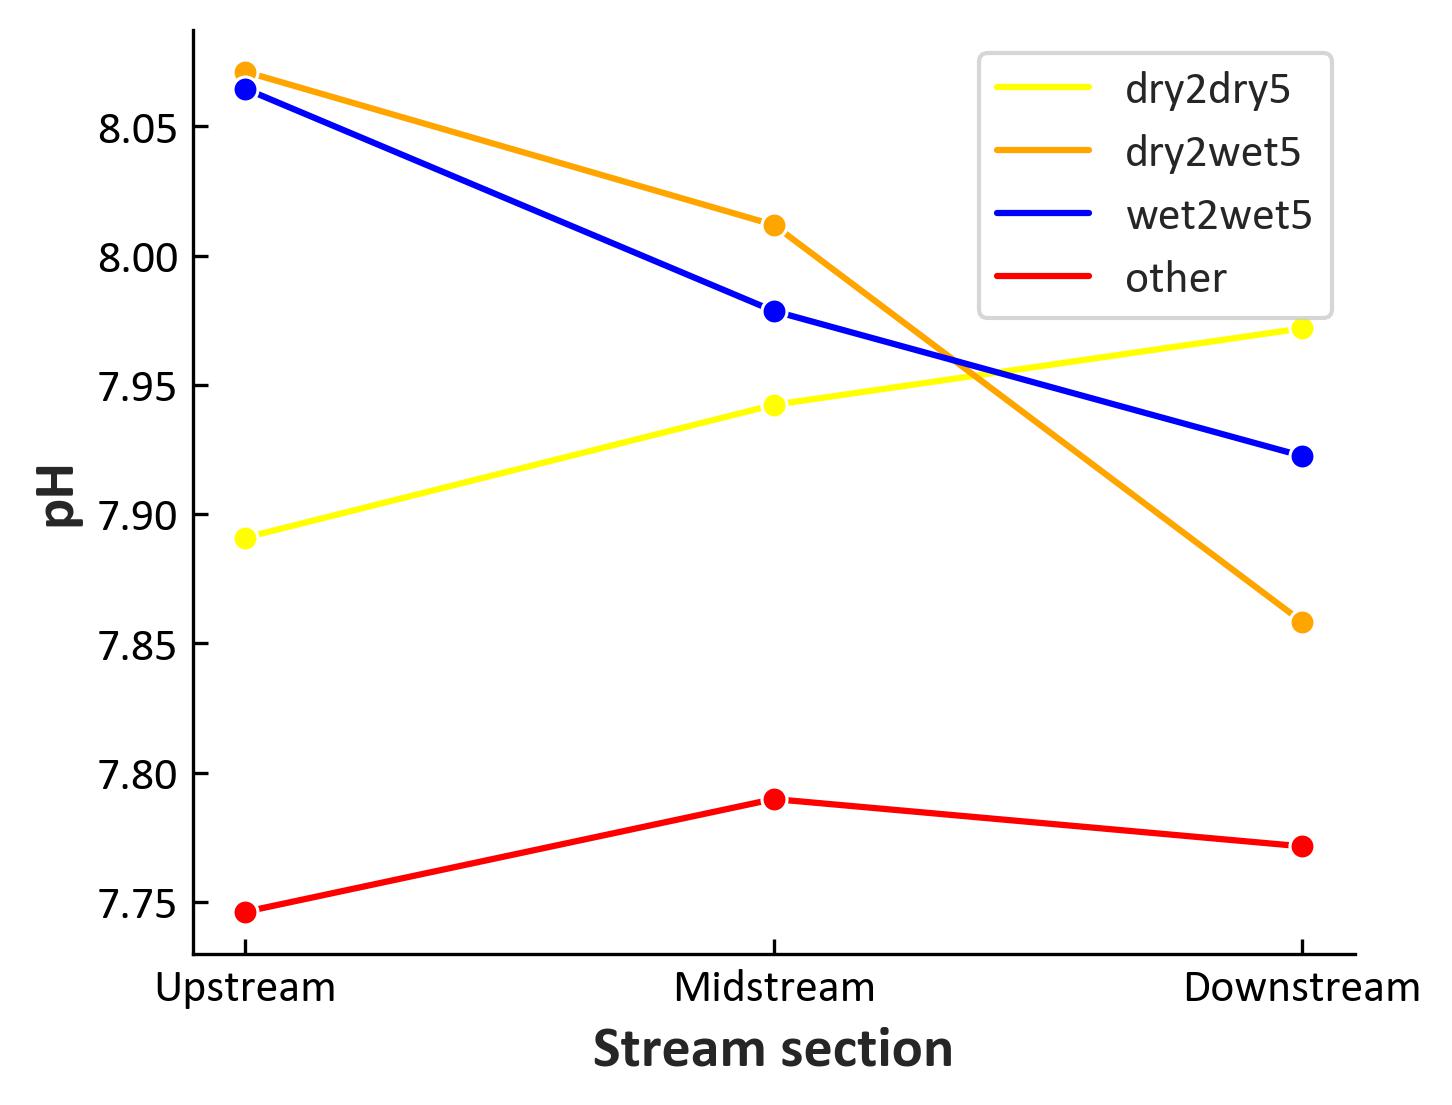 dry2dry5
dry2wet5
wet2wet5
other
8.05
8.00
7.95
7.90
7.85
7.80
7.75
pH
Upstream Midstream Downstream
Stream section